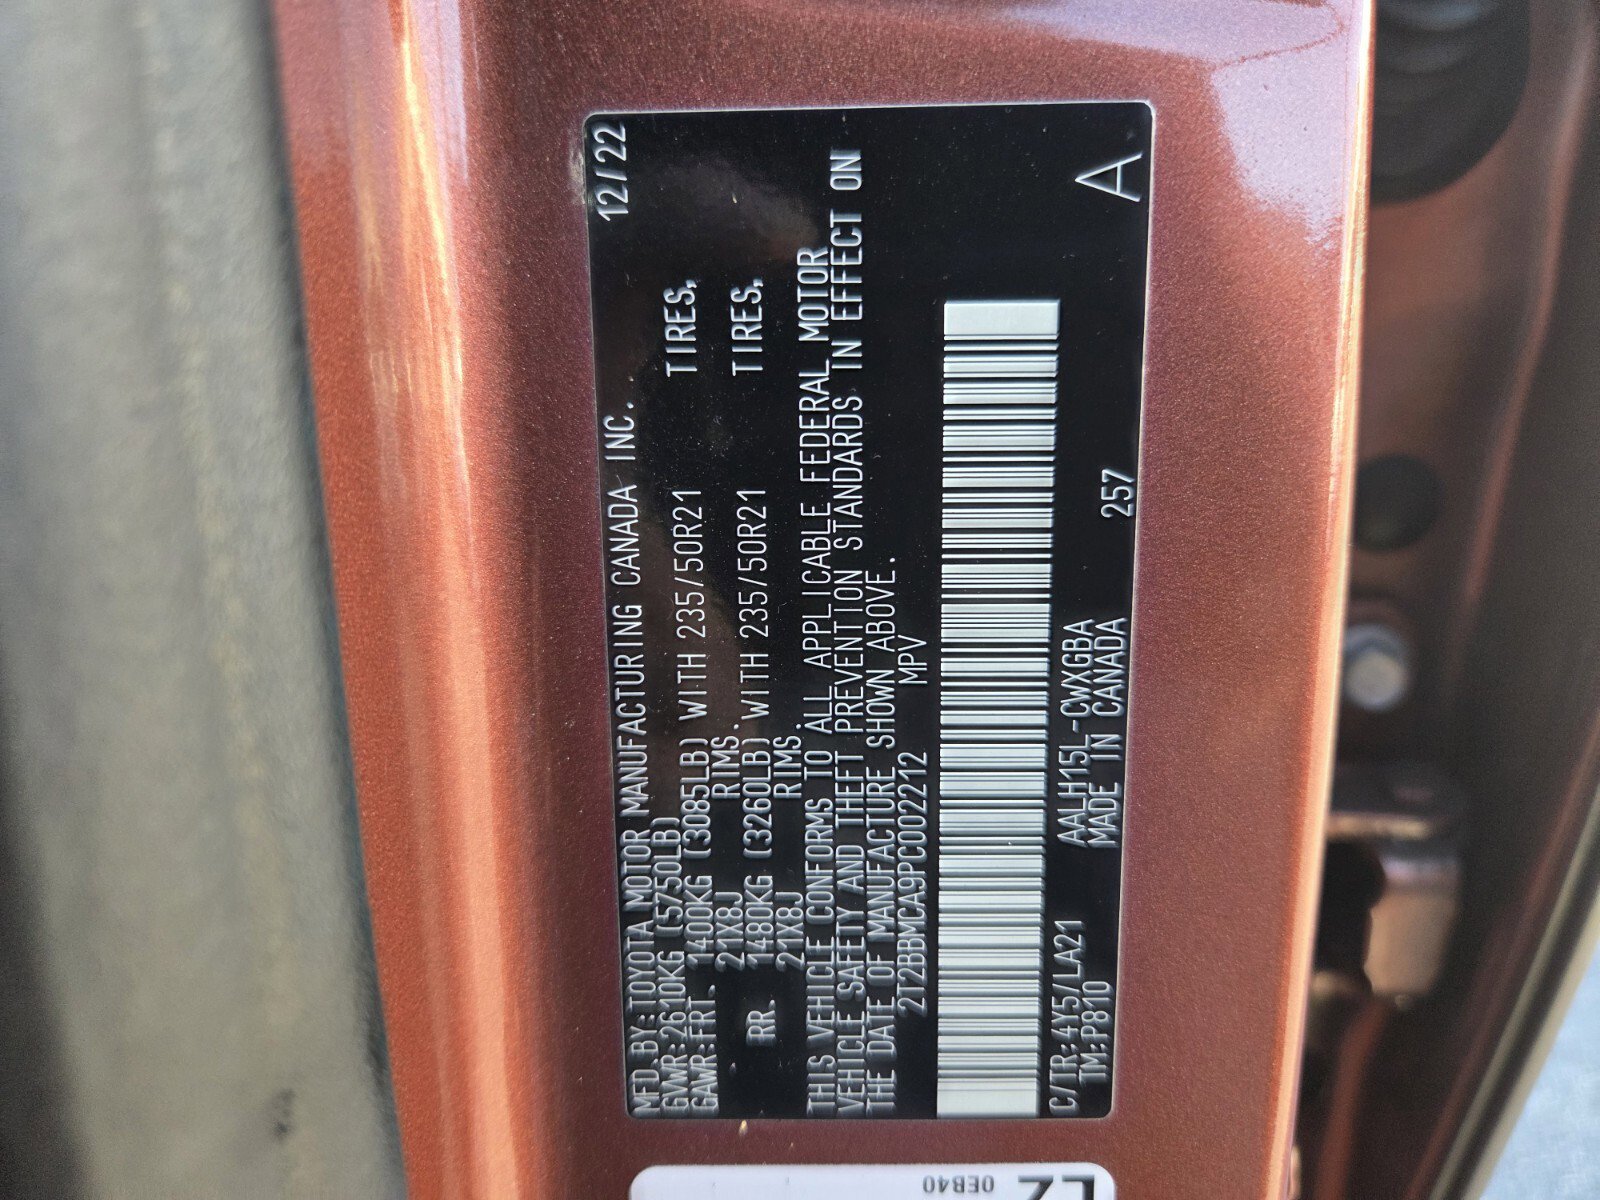 MFD.BY:TOYOTA MOTOR MANUFACTURING CANADA INC. 12/22
GVWR:2610KG (5750LB)
GAWR:FRT. 1400KG (3085LB) WITH 235/50R21 TIRES,
21X8J RIMS.
RR. 1480KG (3260LB) WITH 235/50R21 TIRES,
21X8J RIMS.
THIS VEHICLE CONFORMS TO ALL APPLICABLE FEDERAL MOTOR
VEHICLE SAFETY AND THEFT PREVENTION STANDARDS IN EFFECT ON
THE DATE OF MANUFACTURE SHOWN ABOVE.
2T2BBMCA9PC002212 MPV
C/TR:4Y5/LA21 AALH15L-CWXGBA
TM:P810 MADE IN CANADA 257 A
0EB40